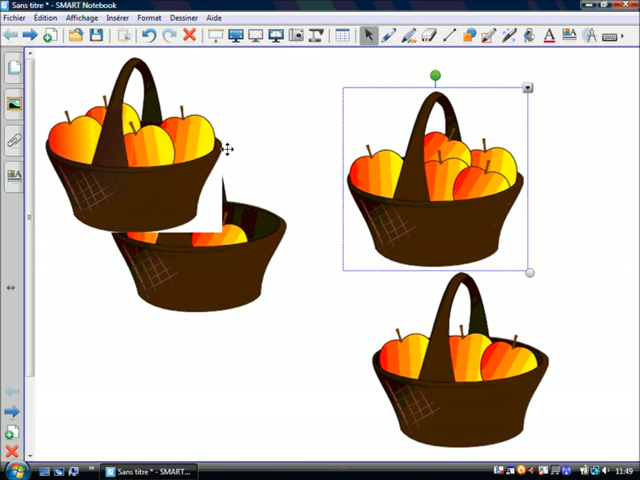 Sans titre * - SMART Notebook
Fichier Édition Affichage Insérer Format Dessiner Aide
Sans titre * - SMART...
11:49